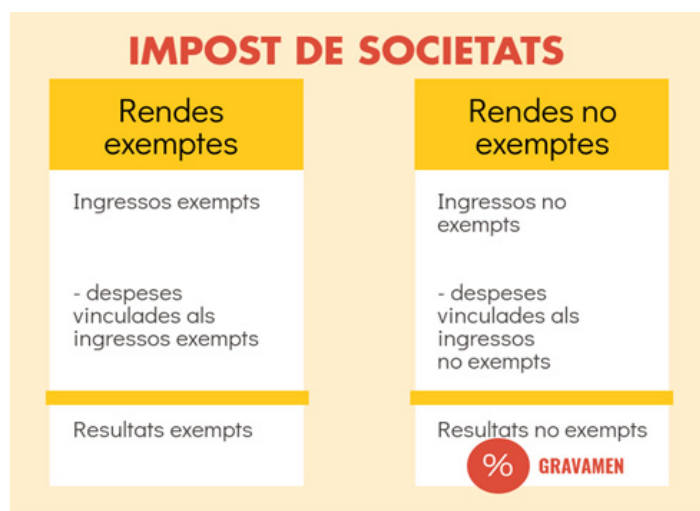 IMPOST DE SOCIETATS
Rendes
exemptes
Ingressos exempts
- despeses
vinculades als
ingressos exempts
Resultats exempts
Rendes no
exemptes
Ingressos no
exempts
- despeses
vinculades als
ingressos
no exempts
Resultats no exempts
% GRAVAMEN